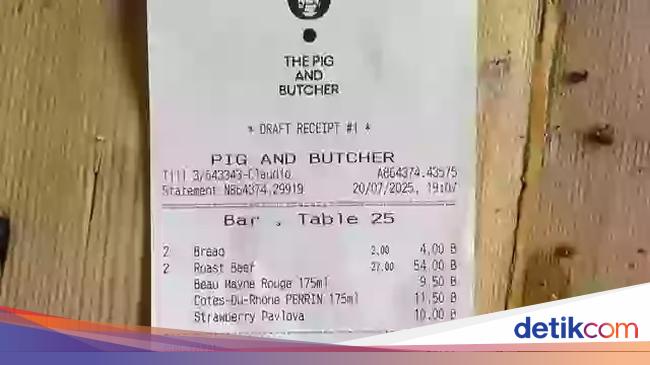 THE PIG
AND
BUTCHER
* DRAFT RECEIPT #1 *
PIG AND BUTCHER
Till 3/643343-Claudio A864374.43575
Statement N864374.29919 20/07/2025, 19:07
Bar , Table 25
2 Bread 2.00 4.00 B
2 Roast Beef 27.00 54.00 B
Beau Mayne Rouge 175ml 9.50 B
Cotes-Du-Rhone PERRIN 175ml 11.50 B
Strawberry Pavlova 10.00 B
detikcom